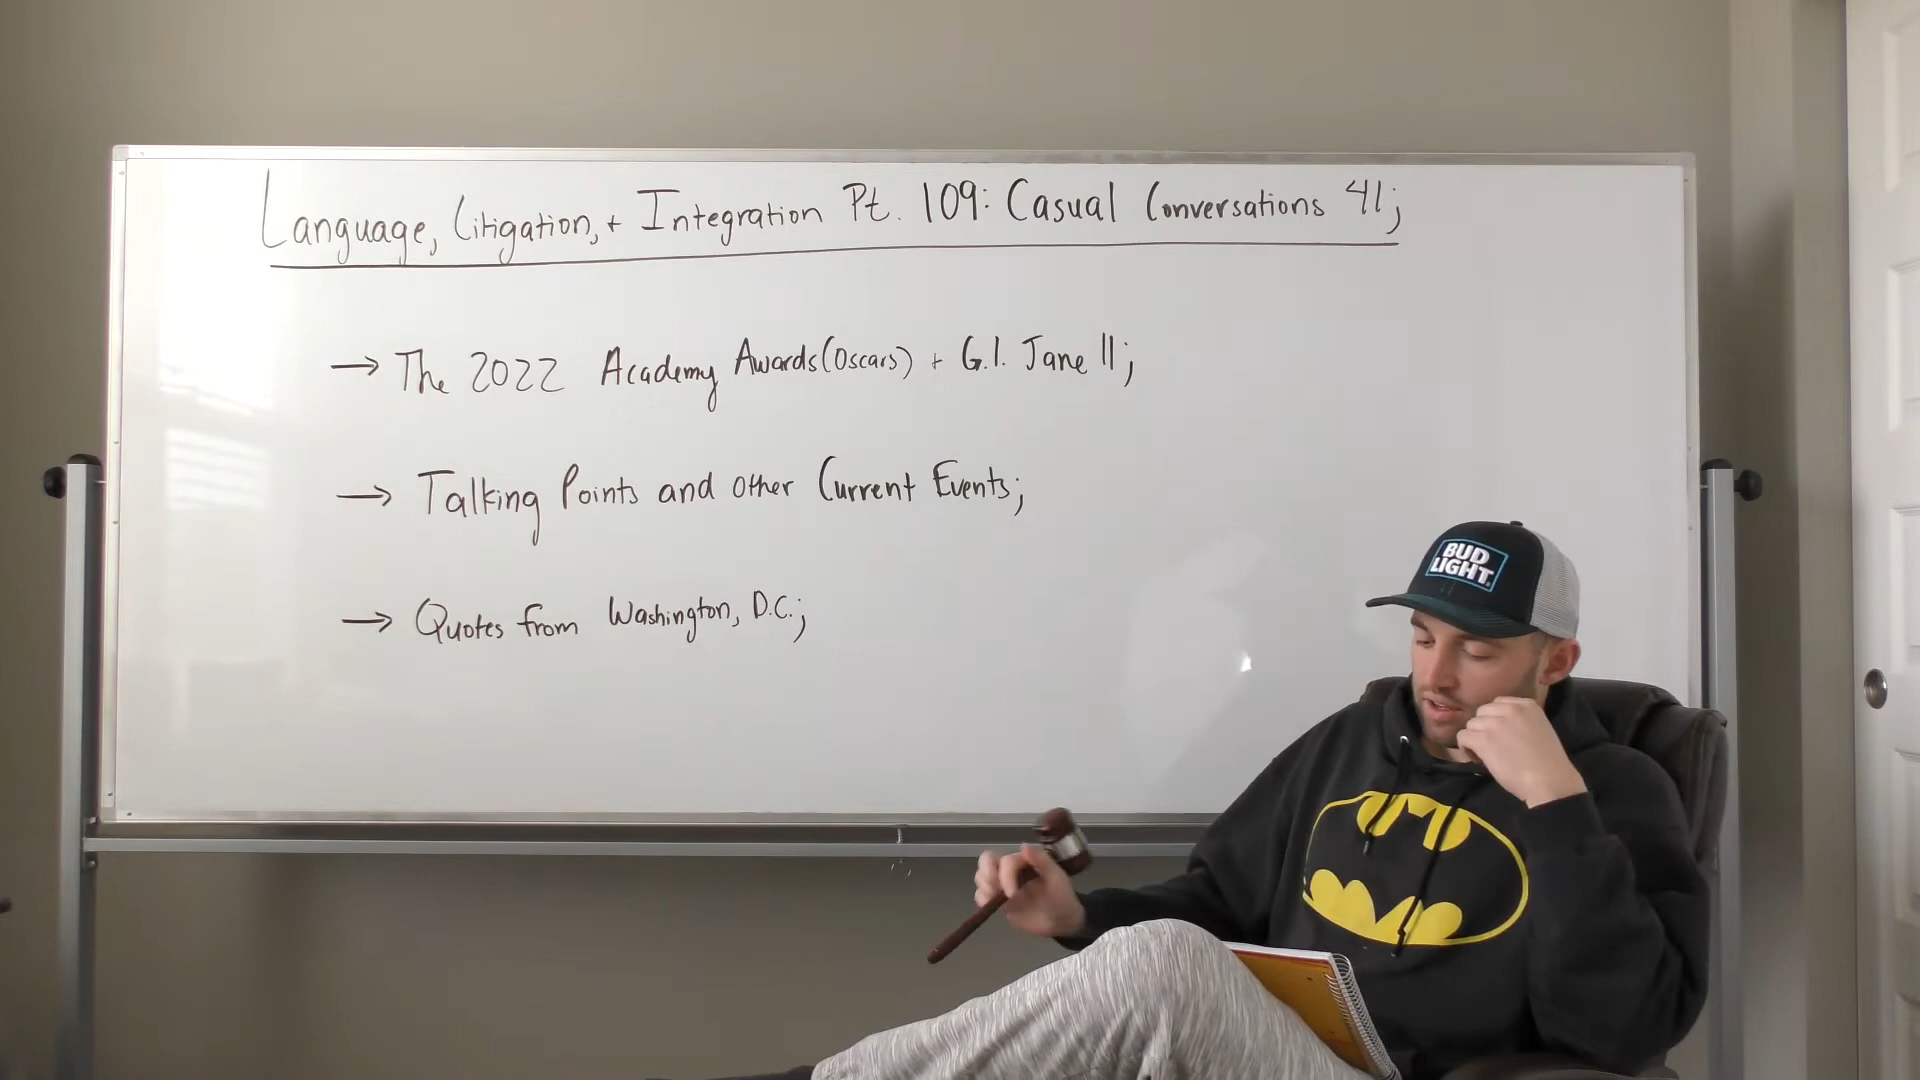 Language, Litigation, + Integration Pt. 109: Casual Conversations 41;
→ The 2022 Academy Awards (Oscars) + G.I. Jane II;
→ Talking Points and other Current Events;
→ Quotes from Washington, D.C.;
BUD
LIGHT.